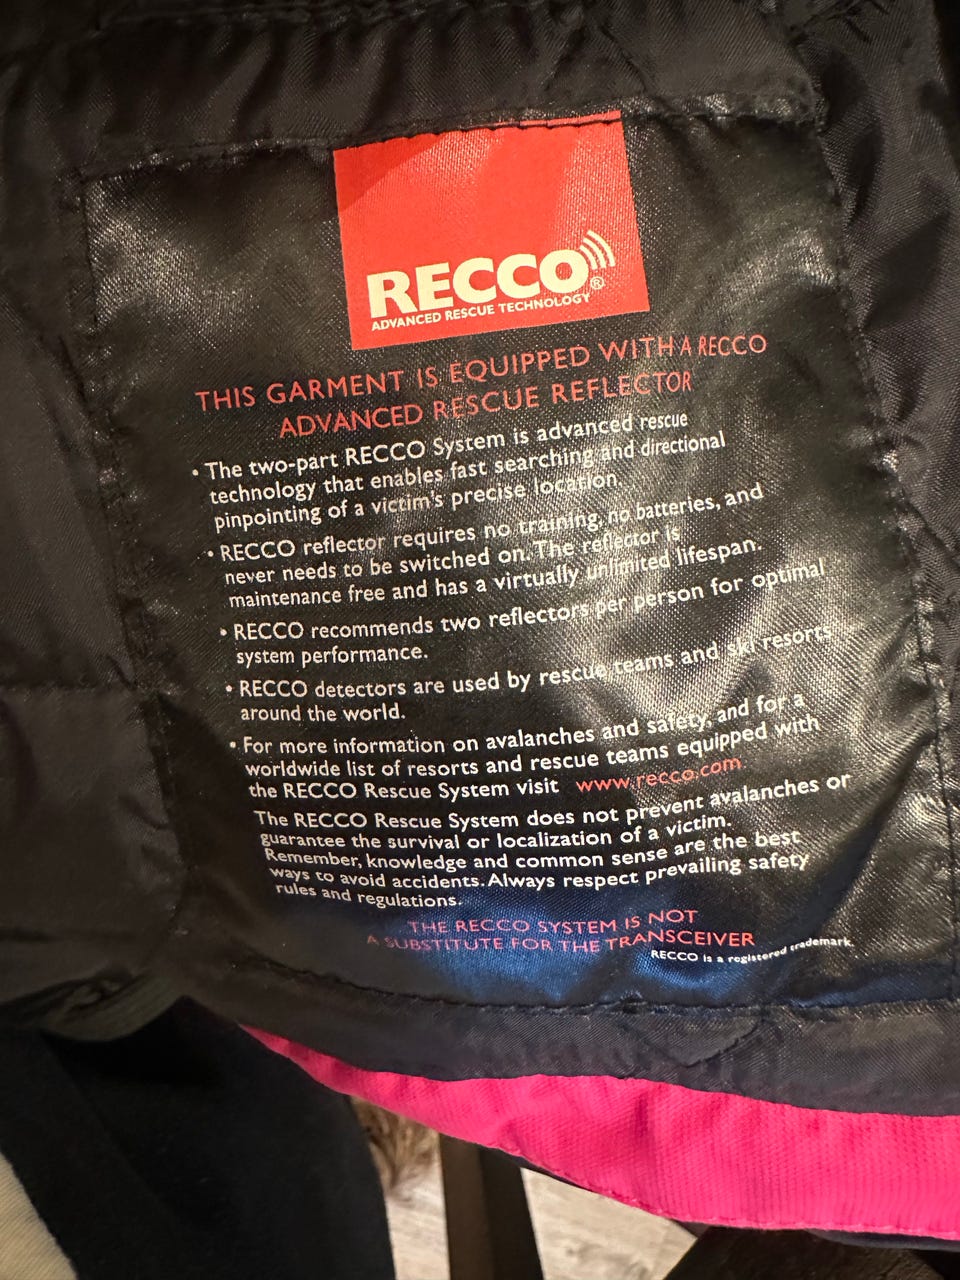 RECCO®
ADVANCED RESCUE TECHNOLOGY
THIS GARMENT IS EQUIPPED WITH A RECCO
ADVANCED RESCUE REFLECTOR
• The two-part RECCO System is advanced rescue
technology that enables fast searching and directional
pinpointing of a victim's precise location.
• RECCO reflector requires no training, no batteries, and
never needs to be switched on. The reflector is
maintenance free and has a virtually unlimited lifespan.
• RECCO recommends two reflectors per person for optimal
system performance.
• RECCO detectors are used by rescue teams and ski resorts
around the world.
• For more information on avalanches and safety, and for a
worldwide list of resorts and rescue teams equipped with
the RECCO Rescue System visit www.recco.com
The RECCO Rescue System does not prevent avalanches or
guarantee the survival or localization of a victim.
Remember, knowledge and common sense are the best
ways to avoid accidents. Always respect prevailing safety
rules and regulations.
THE RECCO SYSTEM IS NOT
A SUBSTITUTE FOR THE TRANSCEIVER
RECCO is a registered trademark.